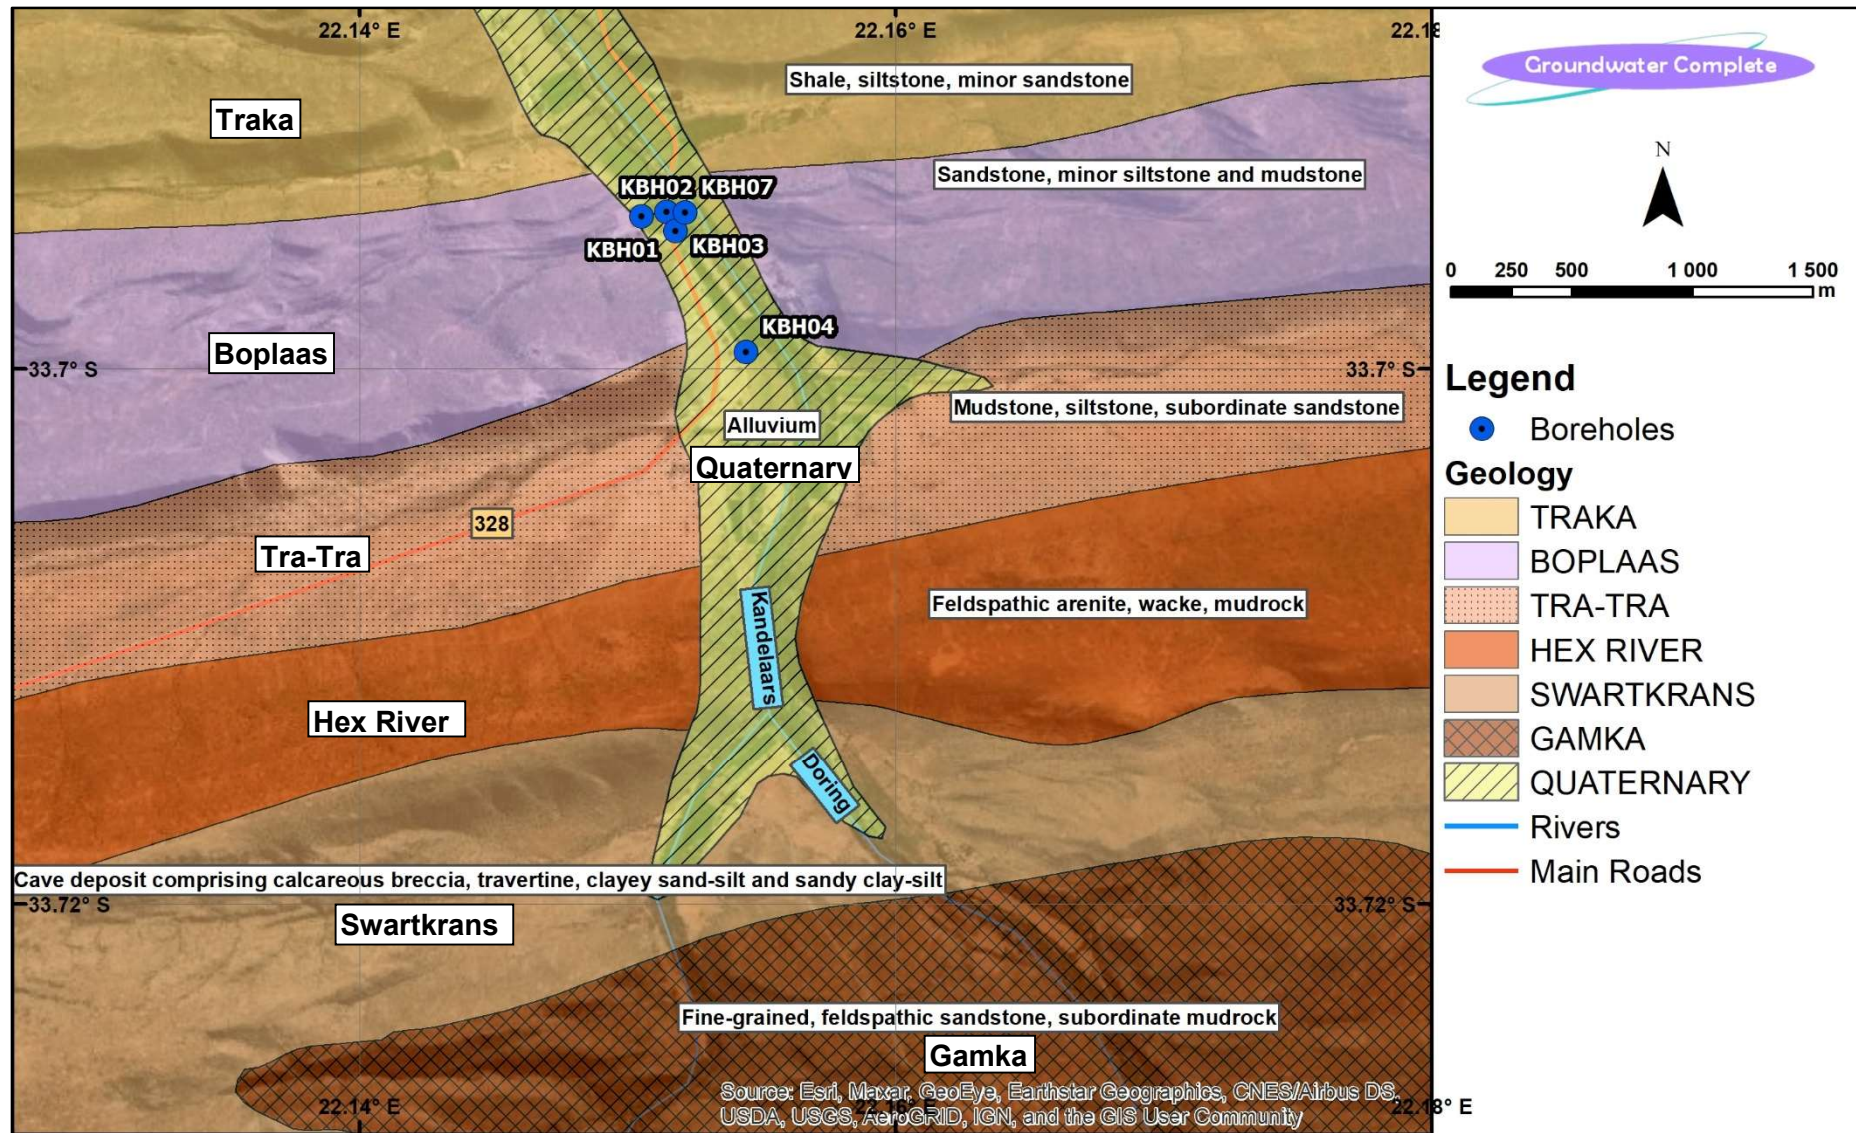 22.14° E
22.16° E
22.18
Shale, siltstone, minor sandstone
Traka
Sandstone, minor siltstone and mudstone
KBH02
KBH07
KBH01
KBH03
KBH04
Boplaas
33.7° S
33.7° S
Mudstone, siltstone, subordinate sandstone
Alluvium
Quaternarv
328
Tra-Tra
Feldspathic arenite, wacke, mudrock
Kandelaars
Hex River
Doring
Cave deposit comprising calcareous breccia, travertine, clayey sand-silt and sandy clay-silt
33.72° S
33.72° S
Swartkrans
Fine-grained, feldspathic sandstone, subordinate mudrock
Gamka
Source: Esri, Maxar, GeoEye, Earthstar Geographics, CNES/Airbus DS,
USDA, USGS, AeroGRID, IGN, and the GIS User Community
22.14° E
22.16° E
22.18° E
Groundwater Complete
N
0 250 500 1 000 1 500
m
Legend
Boreholes
Geology
TRAKA
BOPLAAS
TRA-TRA
HEX RIVER
SWARTKRANS
GAMKA
QUATERNARY
Rivers
Main Roads